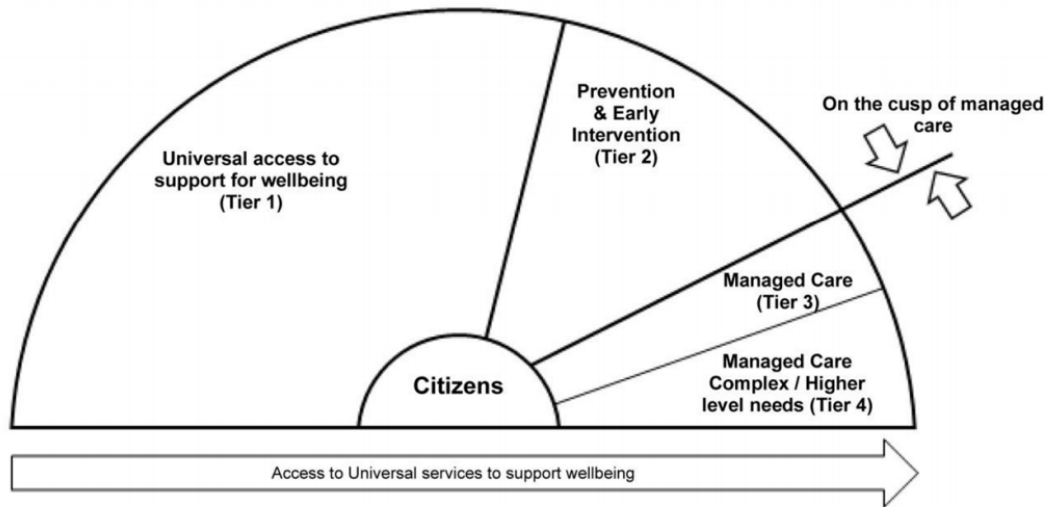 Prevention
& Early
Intervention
(Tier 2)
On the cusp of managed
care
Universal access to
support for wellbeing
(Tier 1)
Managed Care
(Tier 3)
Managed Care
Complex / Higher
level needs (Tier 4)
Citizens
Access to Universal services to support wellbeing